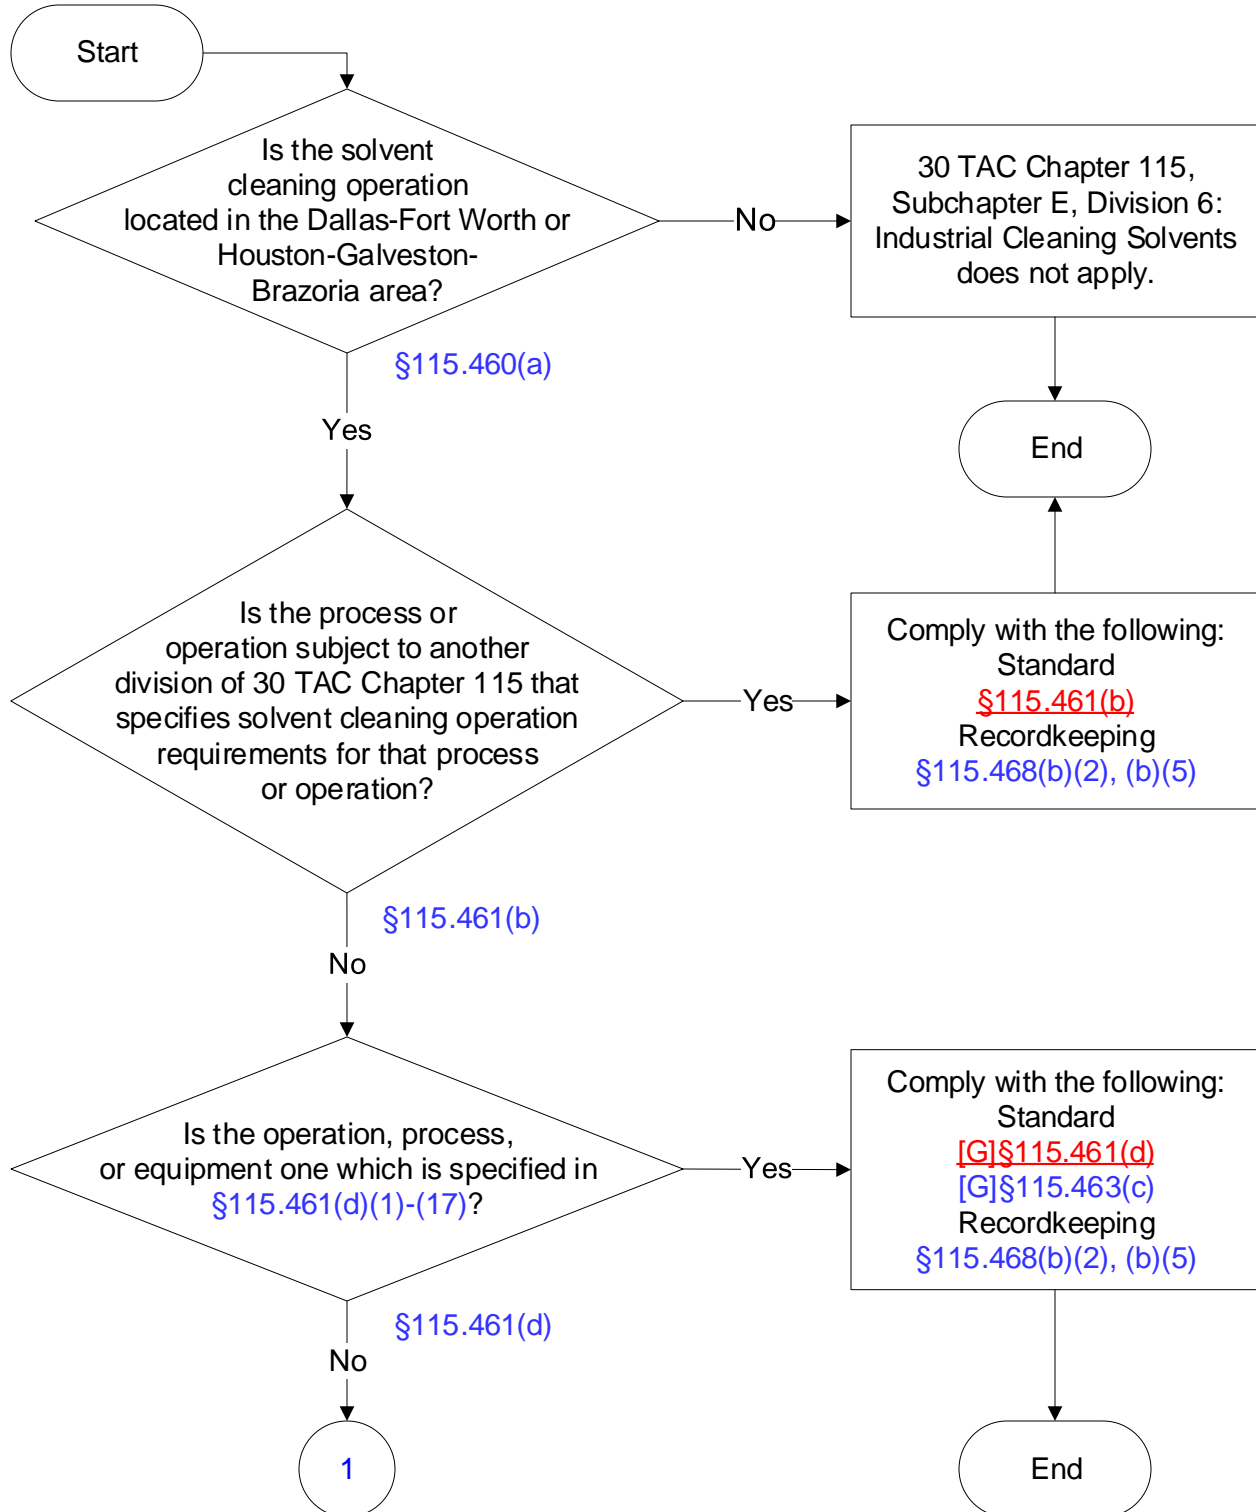 Start
Is the solvent
cleaning operation
located in the Dallas-Fort Worth or
Houston-Galveston-
Brazoria area?
No
30 TAC Chapter 115,
Subchapter E, Division 6:
Industrial Cleaning Solvents
does not apply.
§115.460(a)
Yes
End
Is the process or
operation subject to another
division of 30 TAC Chapter 115 that
specifies solvent cleaning operation
requirements for that process
or operation?
Yes
Comply with the following:
Standard
§115.461(b)
Recordkeeping
§115.468(b)(2), (b)(5)
§115.461(b)
No
Is the operation, process,
or equipment one which is specified in
§115.461(d)(1)-(17)?
Yes
Comply with the following:
Standard
[G]§115.461(d)
[G]§115.463(c)
Recordkeeping
§115.468(b)(2), (b)(5)
§115.461(d)
No
1
End